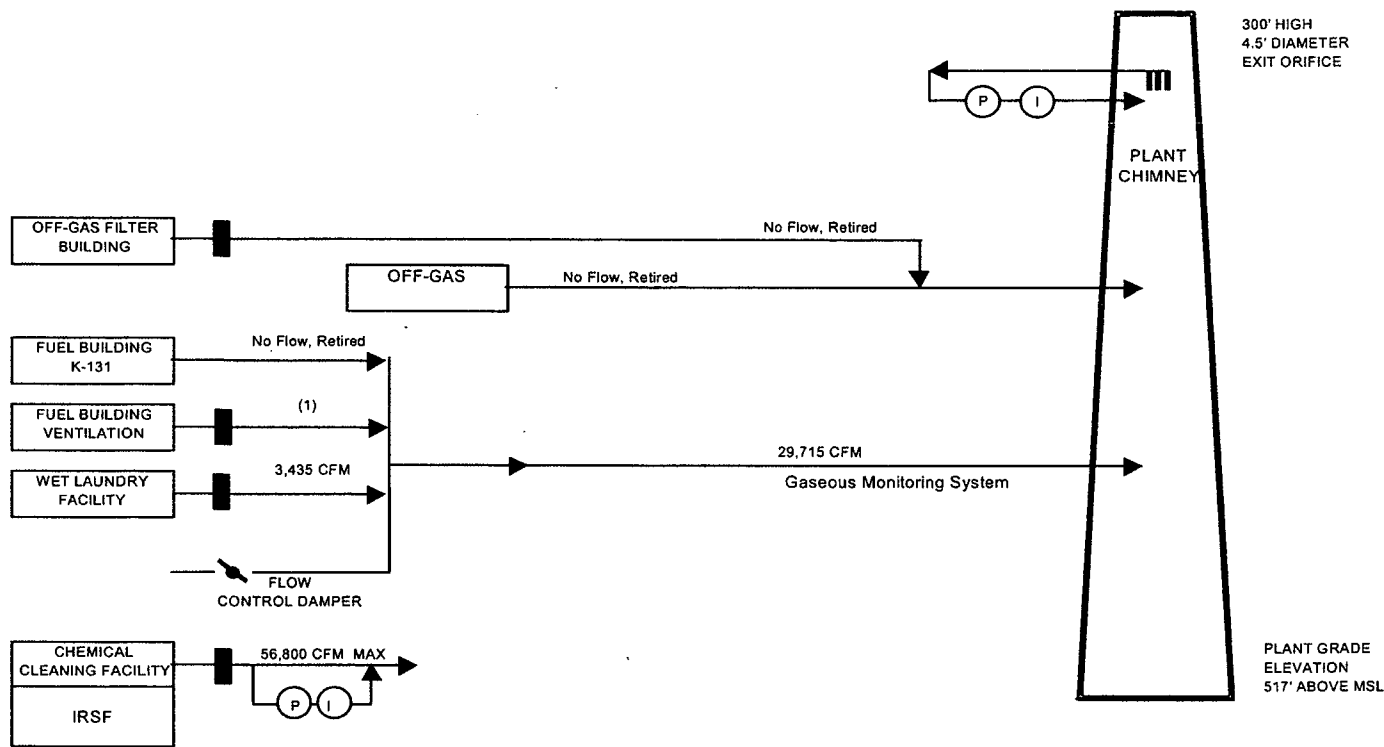 300' HIGH
4.5' DIAMETER
EXIT ORIFICE
P
I
PLANT
CHIMNEY
OFF-GAS FILTER
BUILDING
No Flow, Retired
OFF-GAS
No Flow, Retired
FUEL BUILDING
K-131
No Flow, Retired
FUEL BUILDING
VENTILATION
(1)
WET LAUNDRY
FACILITY
3,435 CFM
29,715 CFM
Gaseous Monitoring System
FLOW
CONTROL DAMPER
CHEMICAL
CLEANING FACILITY
56,800 CFM MAX
P
I
IRSF
PLANT GRADE
ELEVATION
517' ABOVE MSL